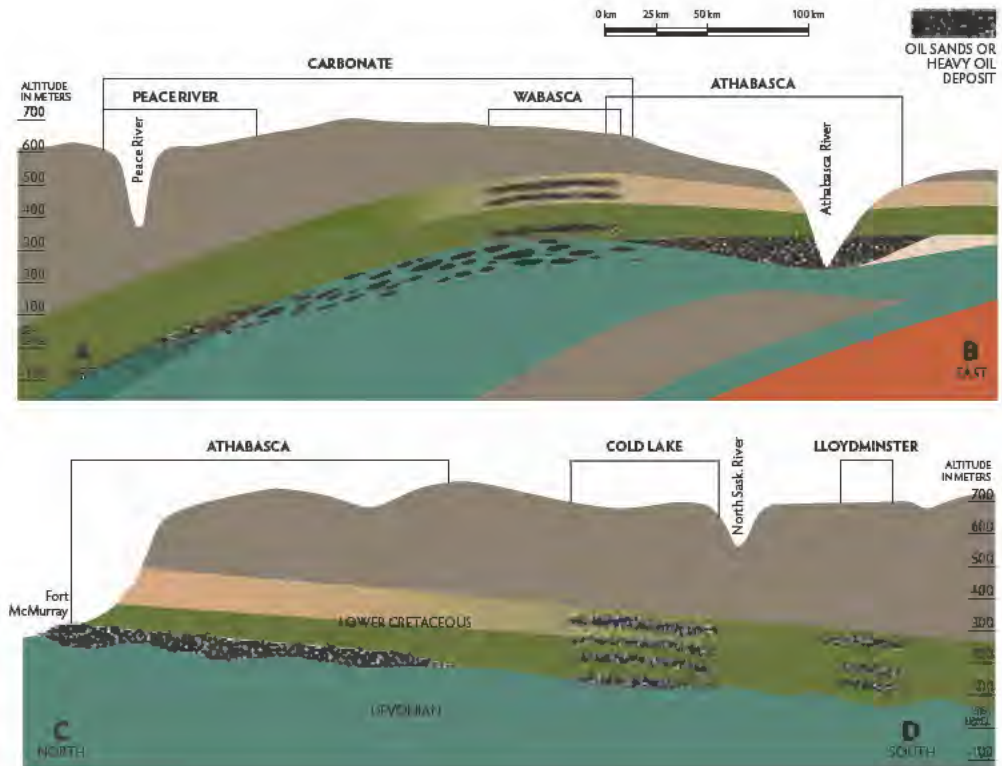 0 km 25 km 50 km 100 km
OIL SANDS OR
HEAVY OIL
DEPOSIT
CARBONATE
ALTITUDE
IN METERS
PEACE RIVER
WABASCA
ATHABASCA
700
600
500
400
300
200
100
-100
Peace River
Athabasca River
A
B
EAST
ATHABASCA
COLD LAKE
LLOYDMINSTER
North Sask. River
ALTITUDE
IN METERS
700
600
500
400
300
-100
Fort
McMurray
LOWER CRETACEOUS
DEVONIAN
C
NORTH
D
SOUTH